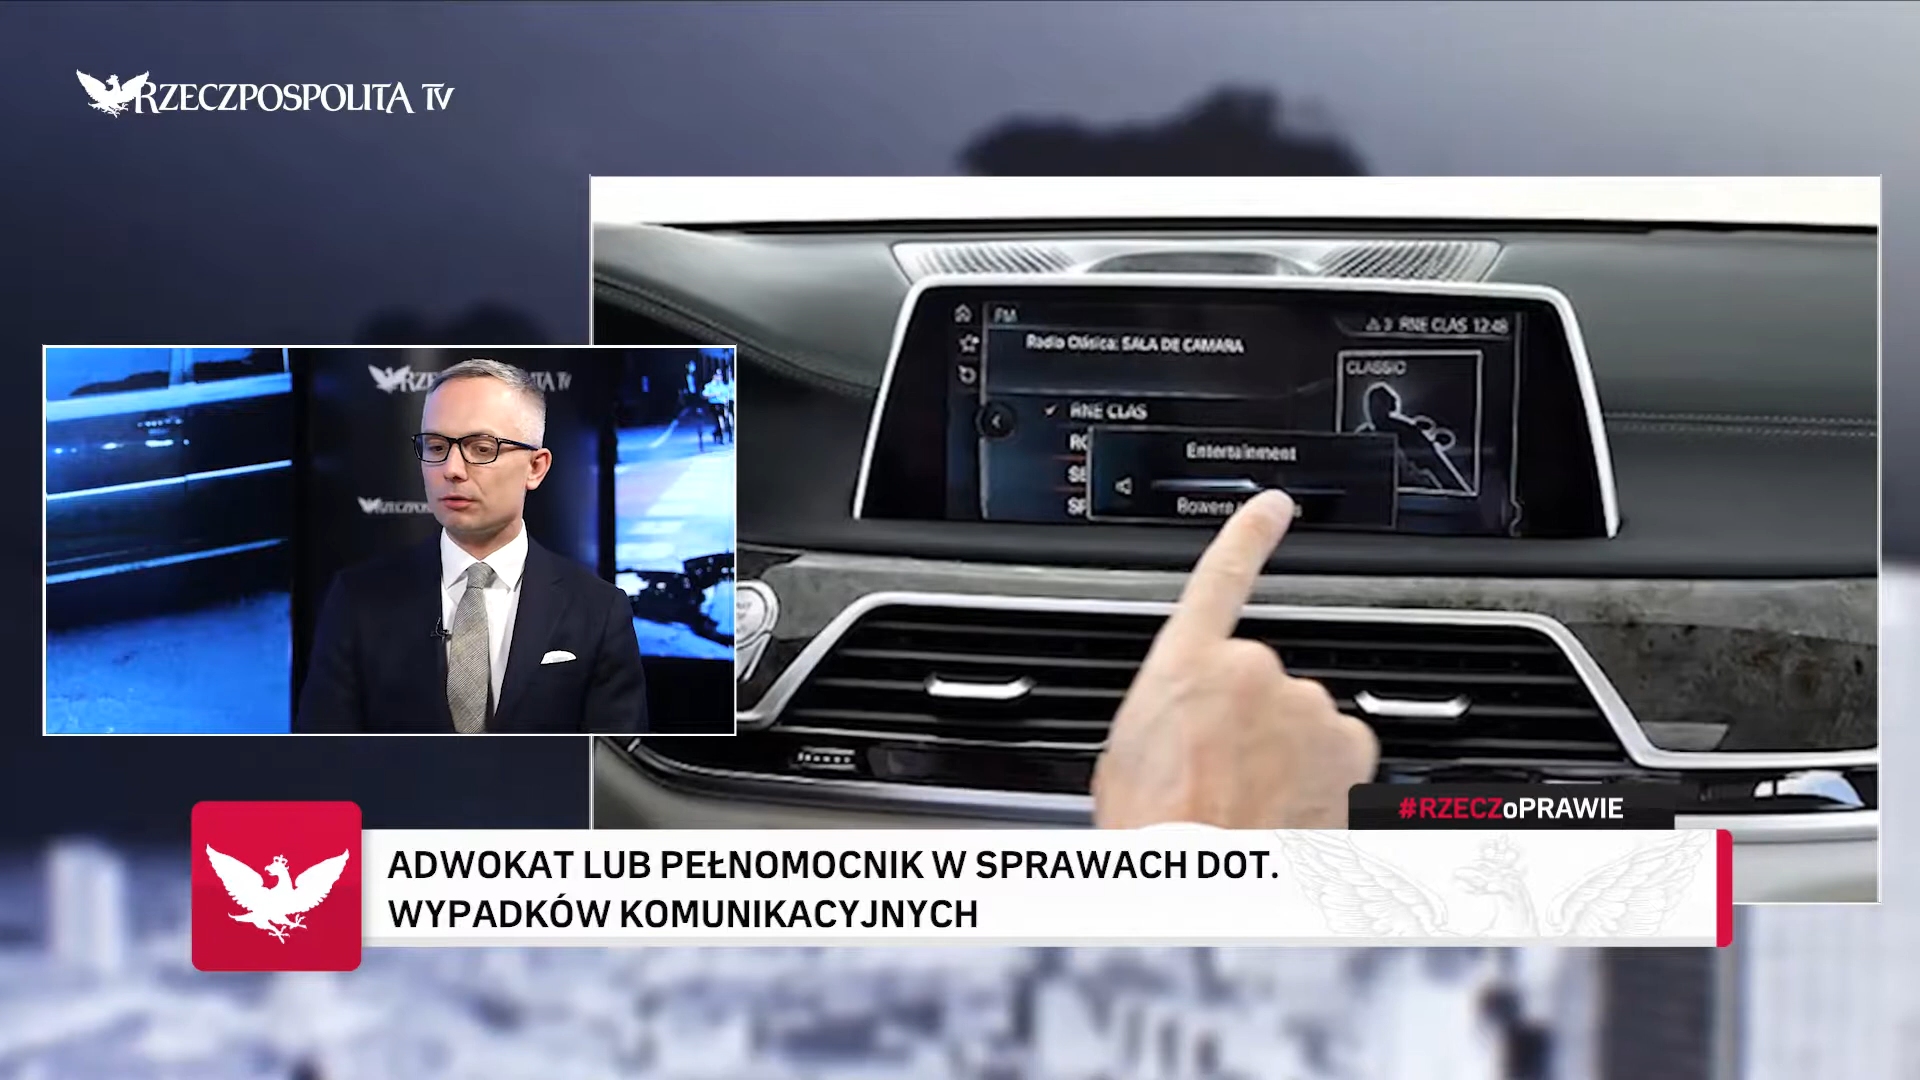 RZECZPOSPOLITA TV
FM
3 RNE CLAS 12:48
Radio Clásica: SALA DE CAMARA
CLASSIC
RNE CLAS
Entertainment
#RZECZoPRAWIE
ADWOKAT LUB PEŁNOMOCNIK W SPRAWACH DOT.
WYPADKÓW KOMUNIKACYJNYCH